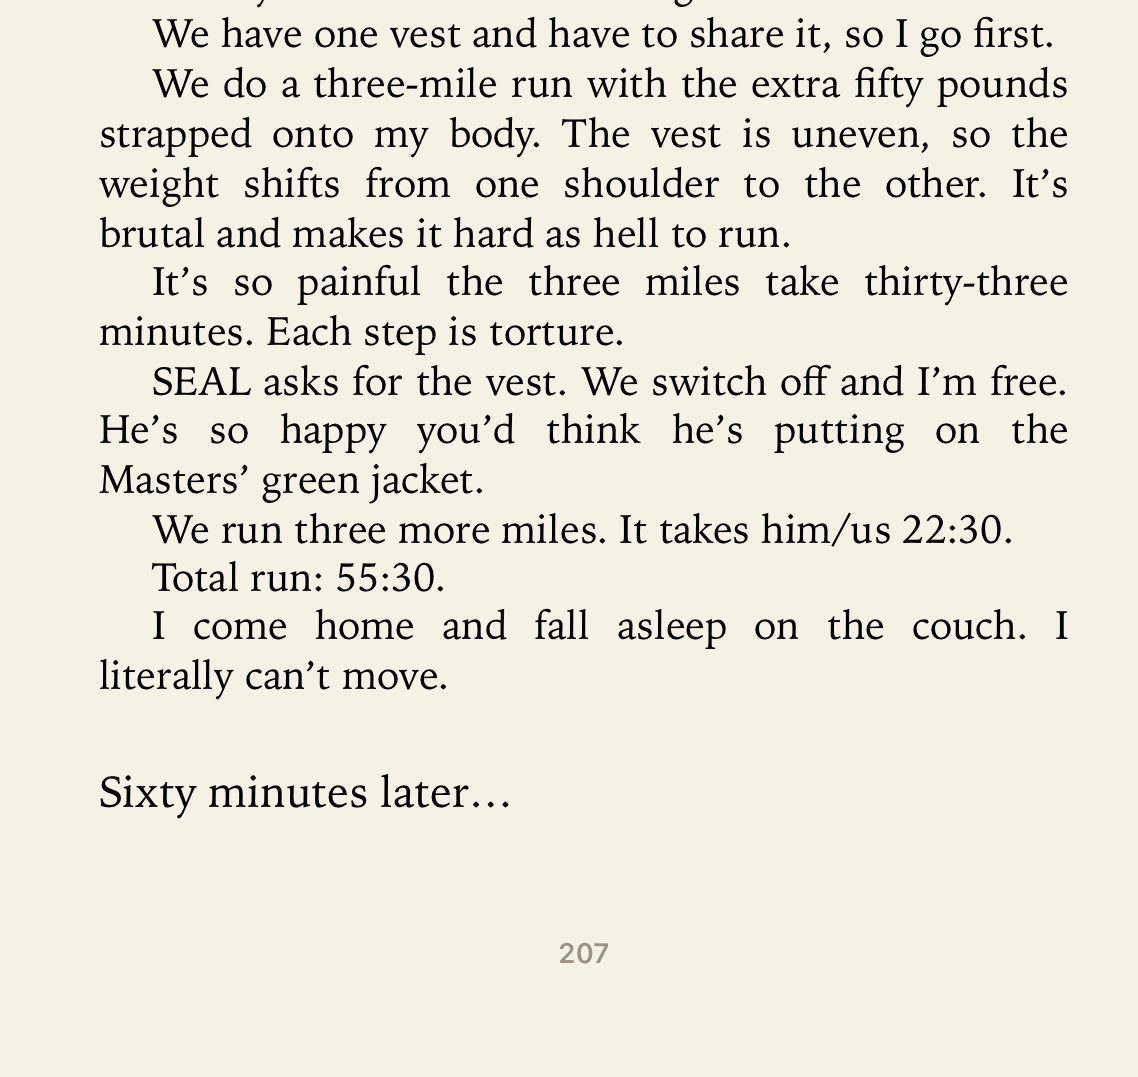 We have one vest and have to share it, so I go first.
We do a three-mile run with the extra fifty pounds
strapped onto my body. The vest is uneven, so the
weight shifts from one shoulder to the other. It’s
brutal and makes it hard as hell to run.
It’s so painful the three miles take thirty-three
minutes. Each step is torture.
SEAL asks for the vest. We switch off and I’m free.
He’s so happy you’d think he’s putting on the
Masters’ green jacket.
We run three more miles. It takes him/us 22:30.
Total run: 55:30.
I come home and fall asleep on the couch. I
literally can’t move.
Sixty minutes later…
207